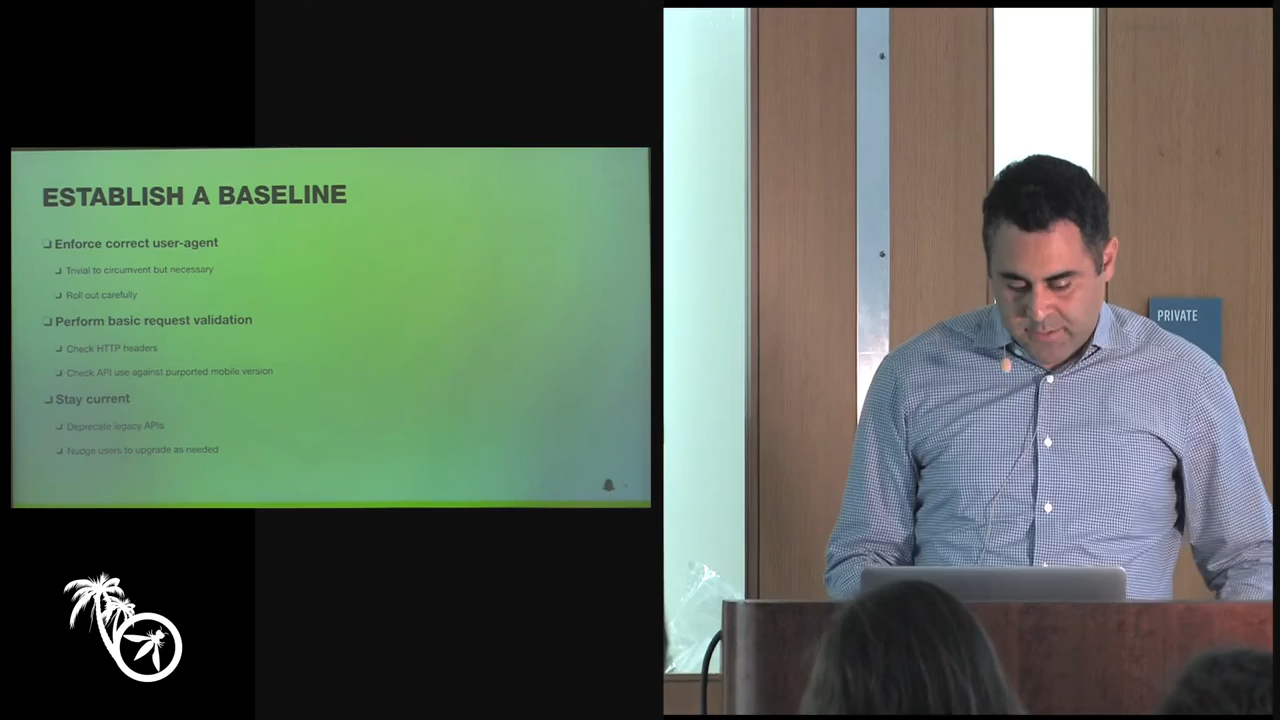 ESTABLISH A BASELINE
Enforce correct user-agent
Trivial to circumvent but necessary
Roll out carefully
Perform basic request validation
Check HTTP headers
Check API use against purported mobile version
Stay current
Deprecate legacy APIs
Nudge users to upgrade as needed
PRIVATE